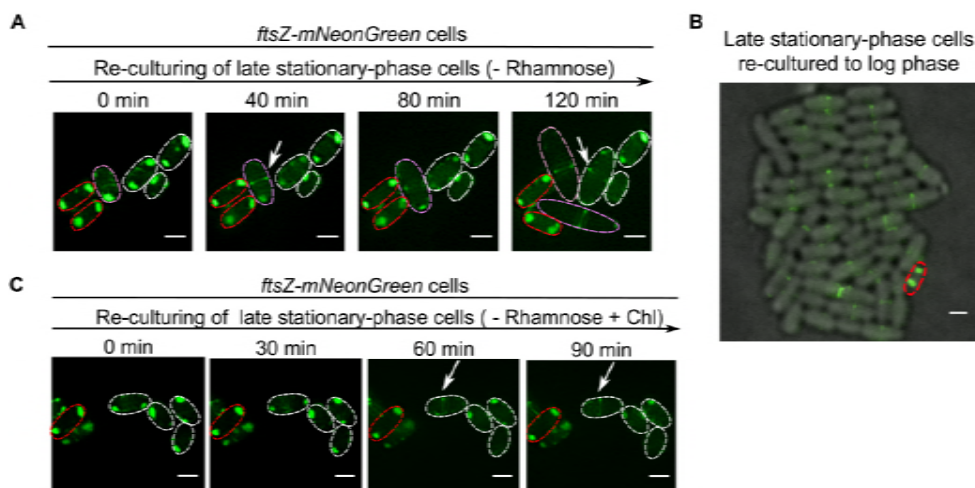 A
ftsZ-mNeonGreen cells
Re-culturing of late stationary-phase cells (- Rhamnose)
0 min 40 min 80 min 120 min
B
Late stationary-phase cells
re-cultured to log phase
C
ftsZ-mNeonGreen cells
Re-culturing of late stationary-phase cells ( - Rhamnose + Chl)
0 min 30 min 60 min 90 min